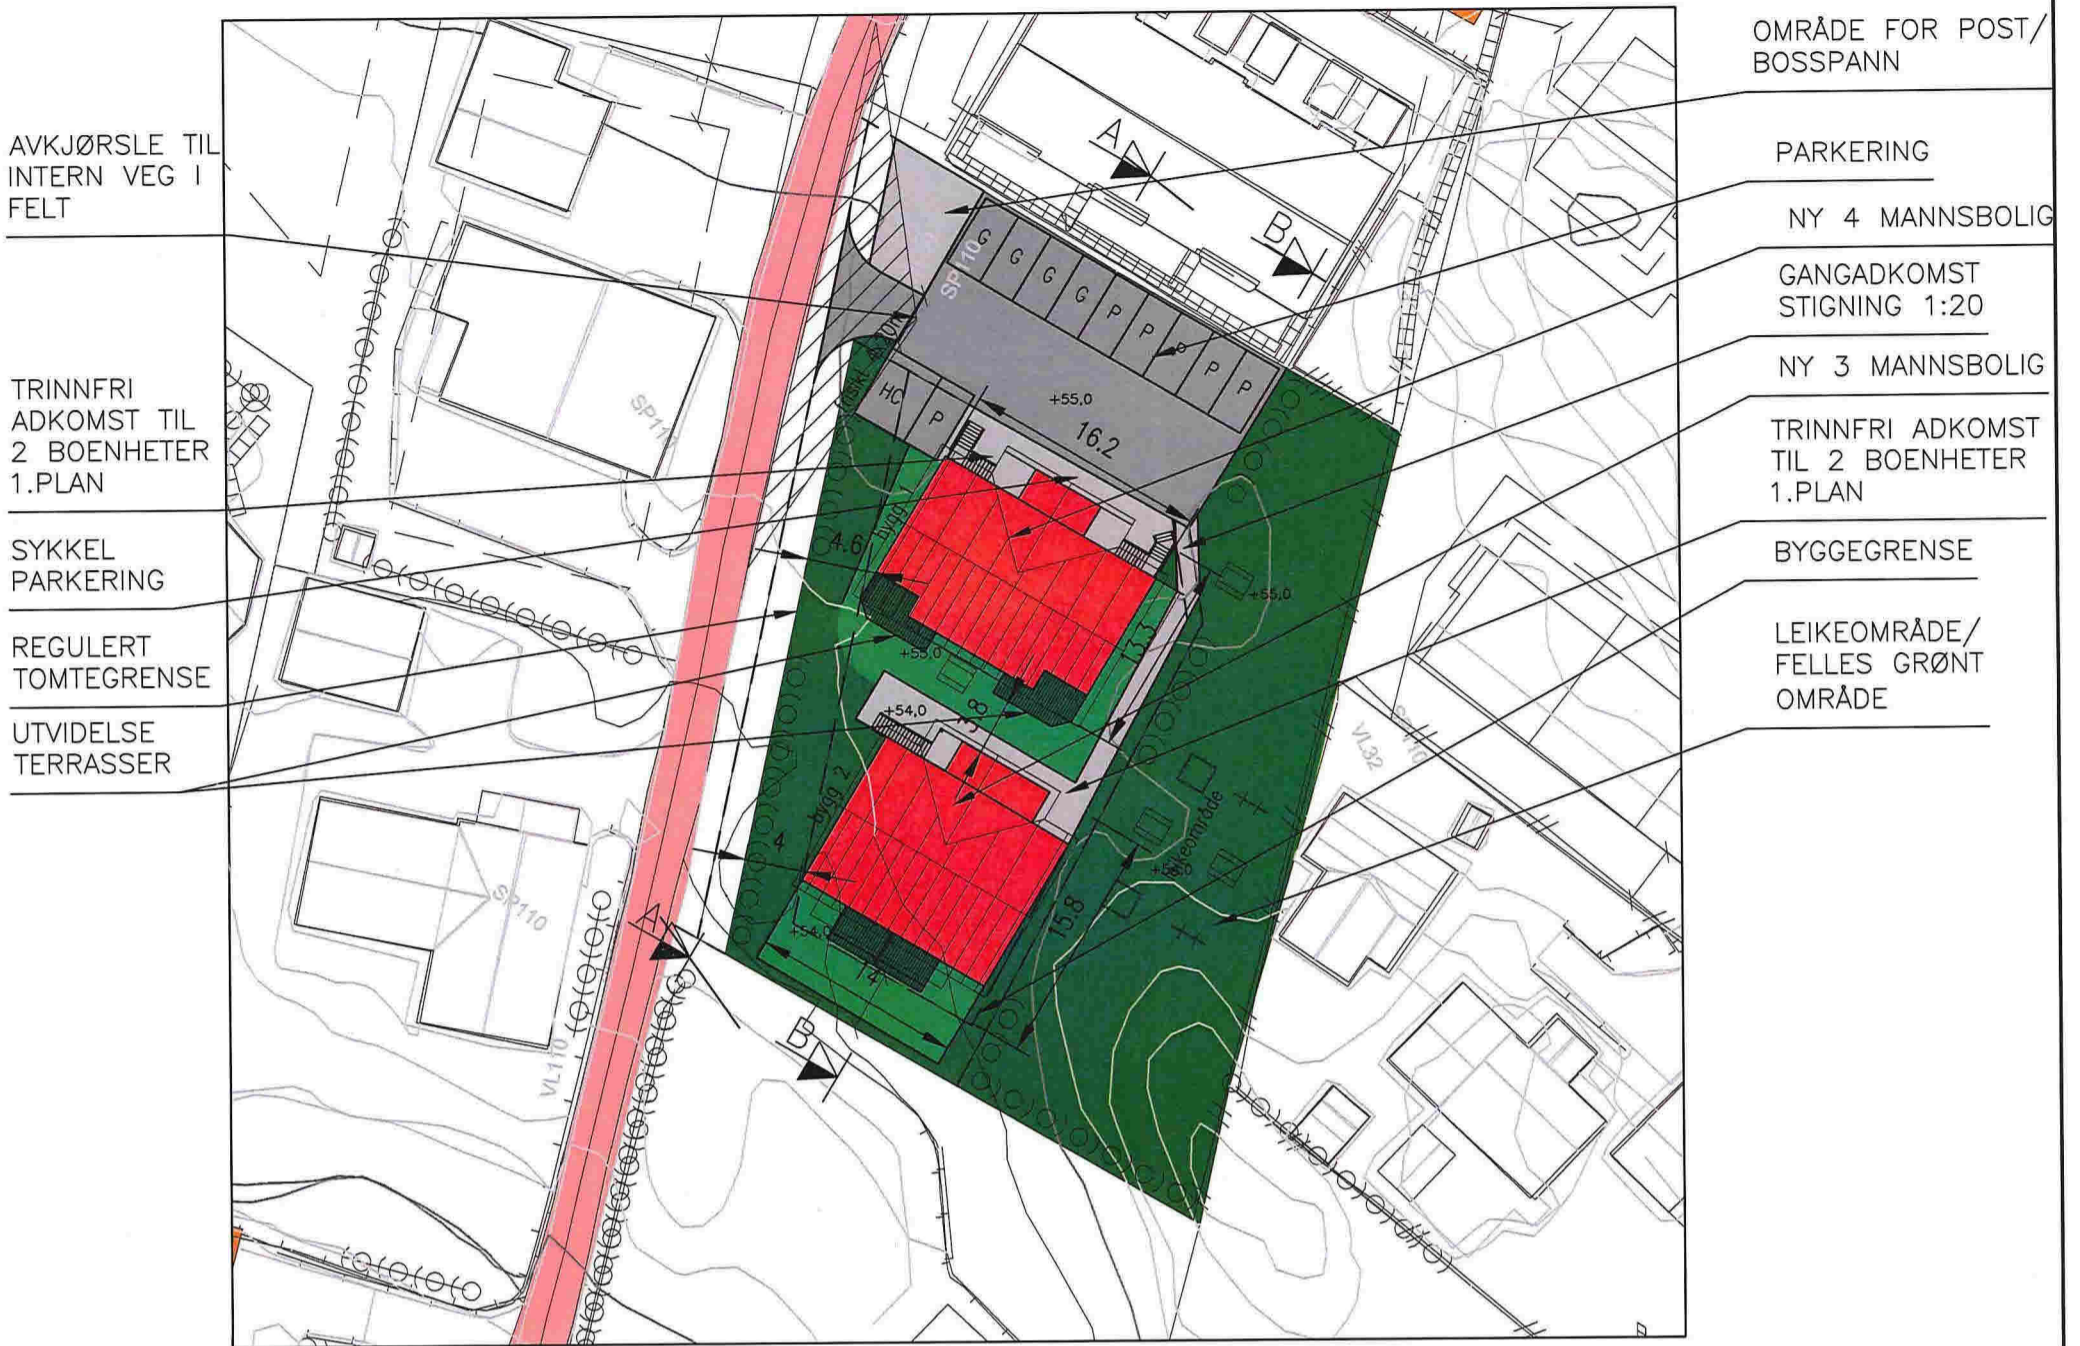 AVKJØRSLE TIL
INTERN VEG I
FELT
TRINNFRI
ADKOMST TIL
2 BOENHETER
1.PLAN
SYKKEL
PARKERING
REGULERT
TOMTEGRENSE
UTVIDELSE
TERRASSER
OMRÅDE FOR POST/
BOSSPANN
PARKERING
NY 4 MANNSBOLIG
GANGADKOMST
STIGNING 1:20
NY 3 MANNSBOLIG
TRINNFRI ADKOMST
TIL 2 BOENHETER
1.PLAN
BYGGEGRENSE
LEIKEOMRÅDE/
FELLES GRØNT
OMRÅDE
A
B
G
G
G
G
P
P
P
P
SP110
HC
P
+55,0
16.2
bygg 1
4.6
+55,0
+55,0
13.3
3.8
+54,0
bygg 2
4
+54,0
14
15.8
leikeområde
A
B
SP110
VL110
VL32